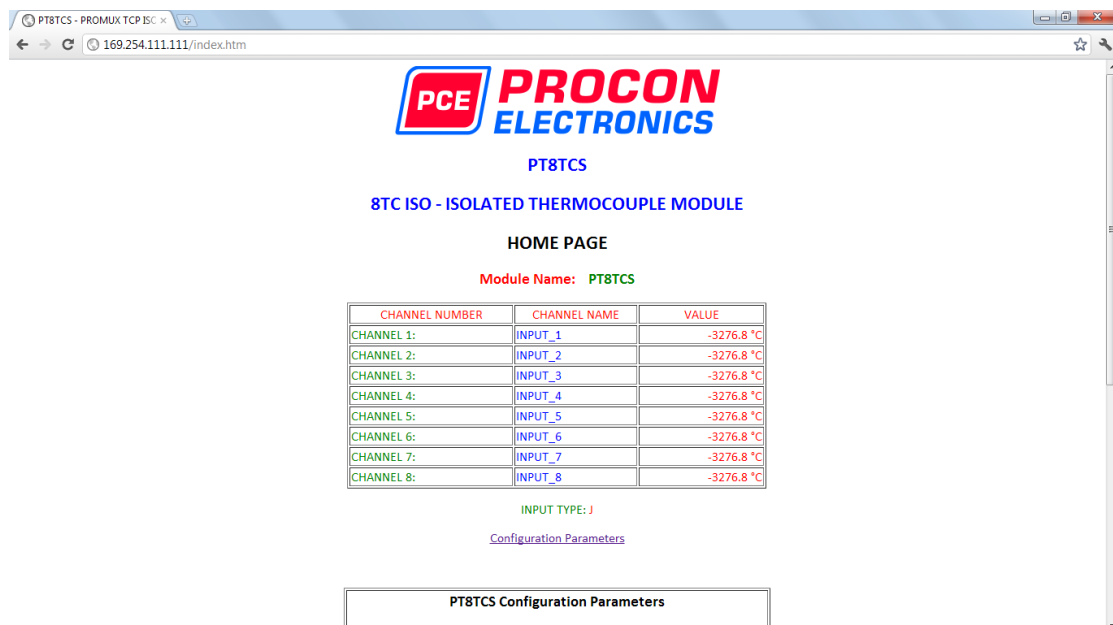 PT8TCS - PROMUX TCP ISC
169.254.111.111/index.htm
PCE PROCON
ELECTRONICS
PT8TCS
8TC ISO - ISOLATED THERMOCOUPLE MODULE
HOME PAGE
Module Name: PT8TCS
CHANNEL NUMBER CHANNEL NAME VALUE
CHANNEL 1: INPUT_1 -3276.8 °C
CHANNEL 2: INPUT_2 -3276.8 °C
CHANNEL 3: INPUT_3 -3276.8 °C
CHANNEL 4: INPUT_4 -3276.8 °C
CHANNEL 5: INPUT_5 -3276.8 °C
CHANNEL 6: INPUT_6 -3276.8 °C
CHANNEL 7: INPUT_7 -3276.8 °C
CHANNEL 8: INPUT_8 -3276.8 °C
INPUT TYPE: J
Configuration Parameters
PT8TCS Configuration Parameters